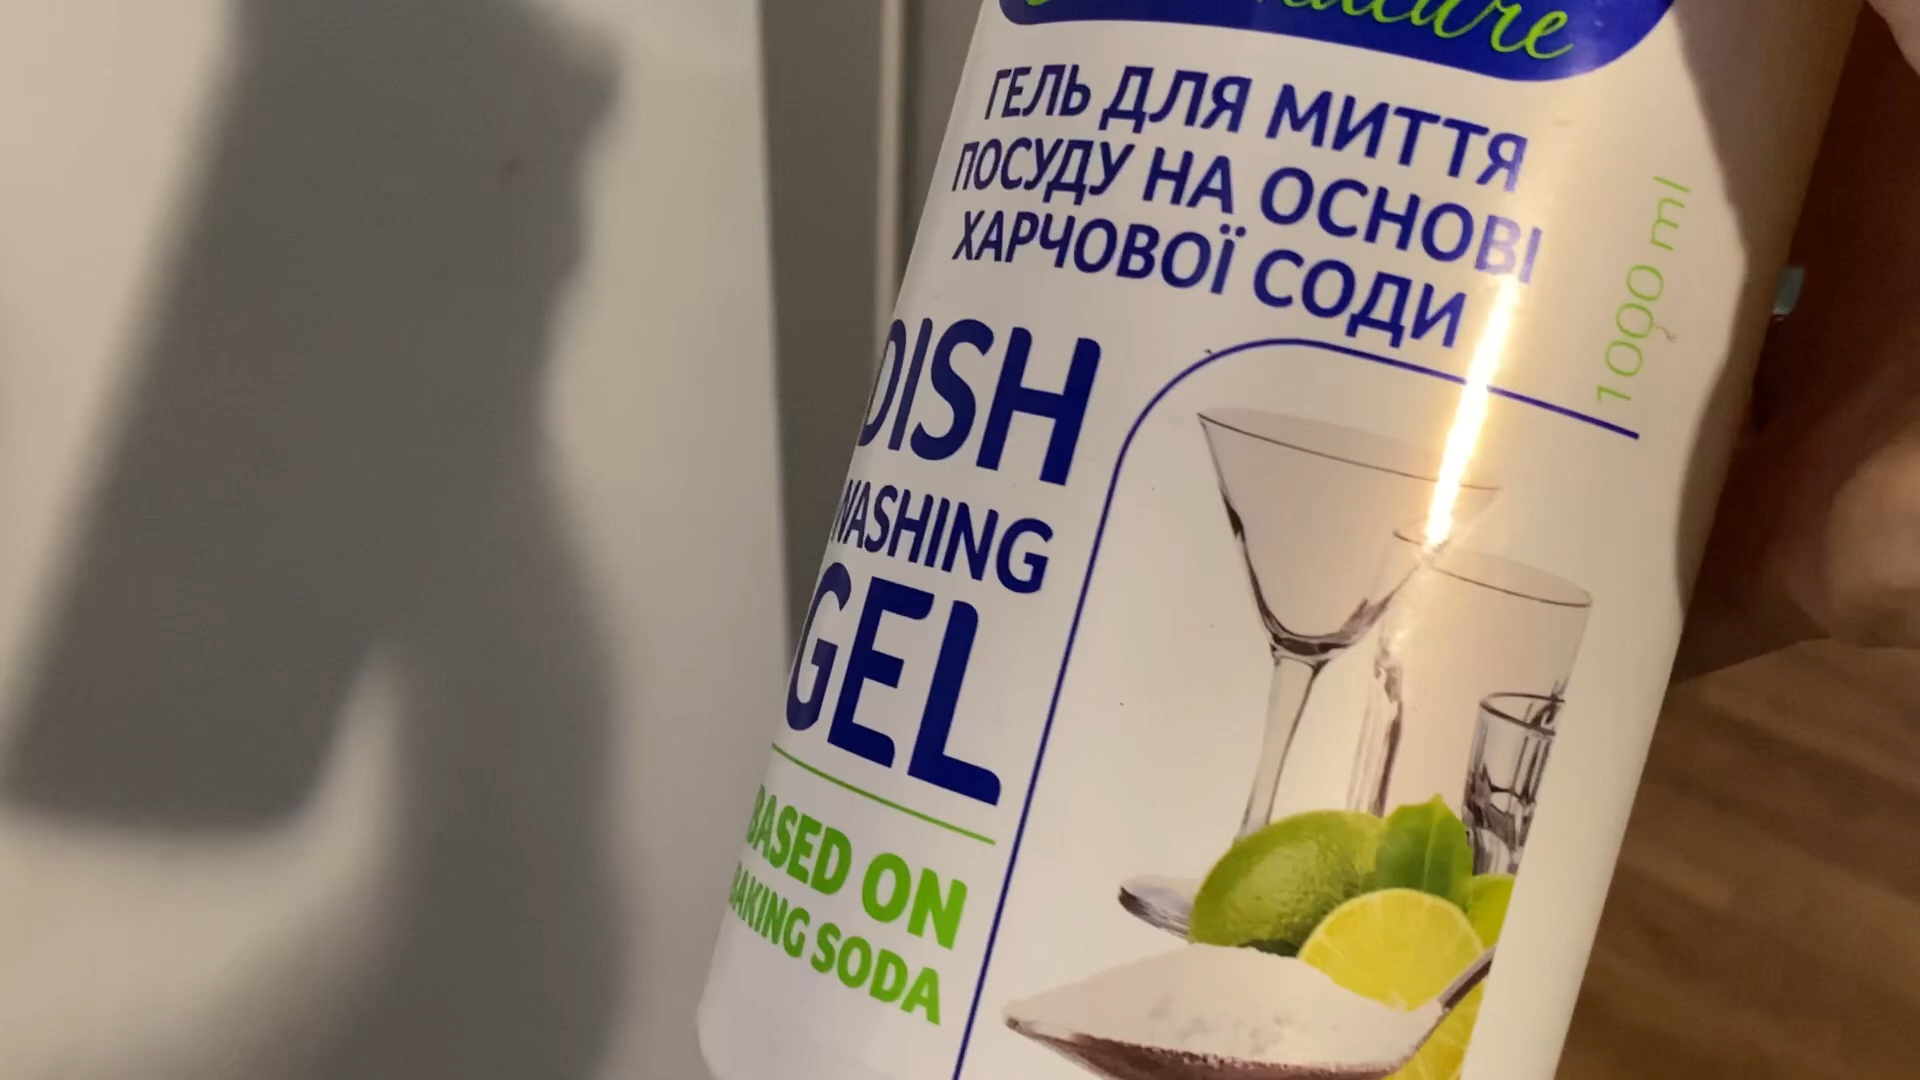 ГЕЛЬ ДЛЯ МИТТЯ
ПОСУДУ НА ОСНОВІ
ХАРЧОВОЇ СОДИ
1000 ml
DISH
WASHING
GEL
BASED ON
BAKING SODA